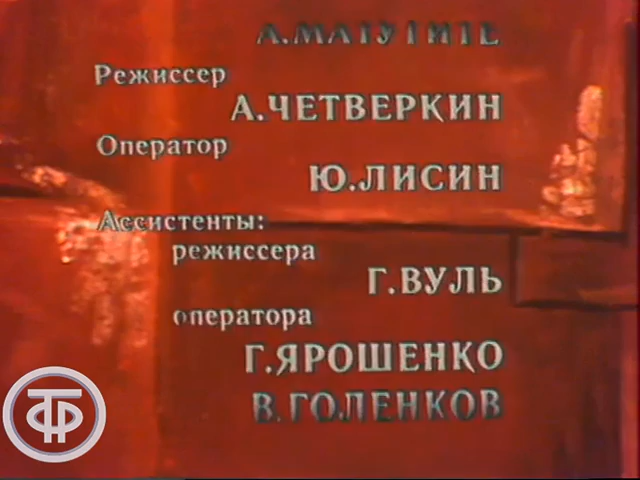 Режиссер
А.ЧЕТВЕРКИН
Оператор
Ю.ЛИСИН
Ассистенты:
режиссера
Г.ВУЛЬ
оператора
Г.ЯРОШЕНКО
В.ГОЛЕНКОВ